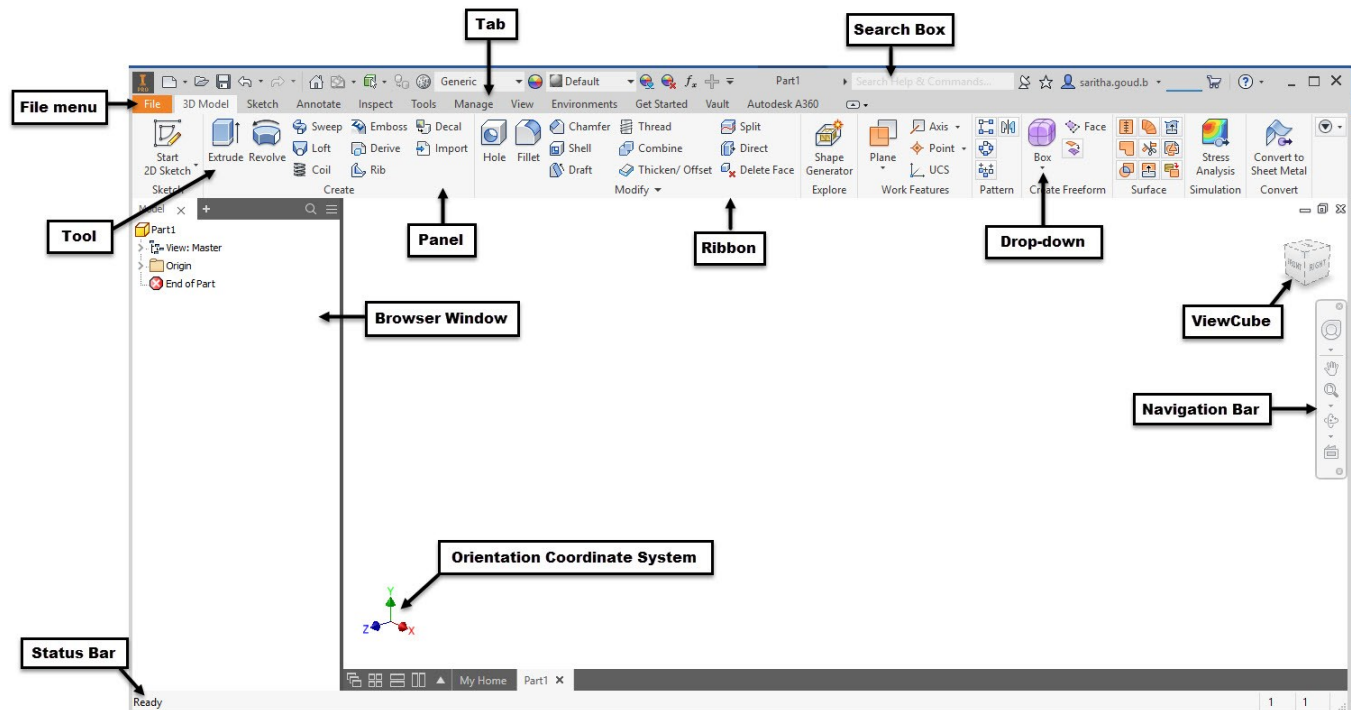 Tab
Search Box
File menu
PRO
Generic
Default
fx
Part1
Search Help & Commands...
saritha.goud.b
File 3D Model Sketch Annotate Inspect Tools Manage View Environments Get Started Vault Autodesk A360
Start
2D Sketch
Extrude Revolve
Sweep Emboss Decal
Loft Derive Import
Coil Rib
Hole Fillet
Chamfer Thread Split
Shell Combine Direct
Draft Thicken/ Offset Delete Face
Shape
Generator
Plane
Axis
Point
UCS
Box
Face
Stress
Analysis
Convert to
Sheet Metal
Sketch Create Modify Explore Work Features Pattern Create Freeform Surface Simulation Convert
Model
Part1
View: Master
Origin
End of Part
Tool
Panel
Ribbon
Drop-down
FRONT RIGHT
ViewCube
Browser Window
Navigation Bar
Orientation Coordinate System
Y
Z X
Status Bar
My Home Part1
Ready 1 1